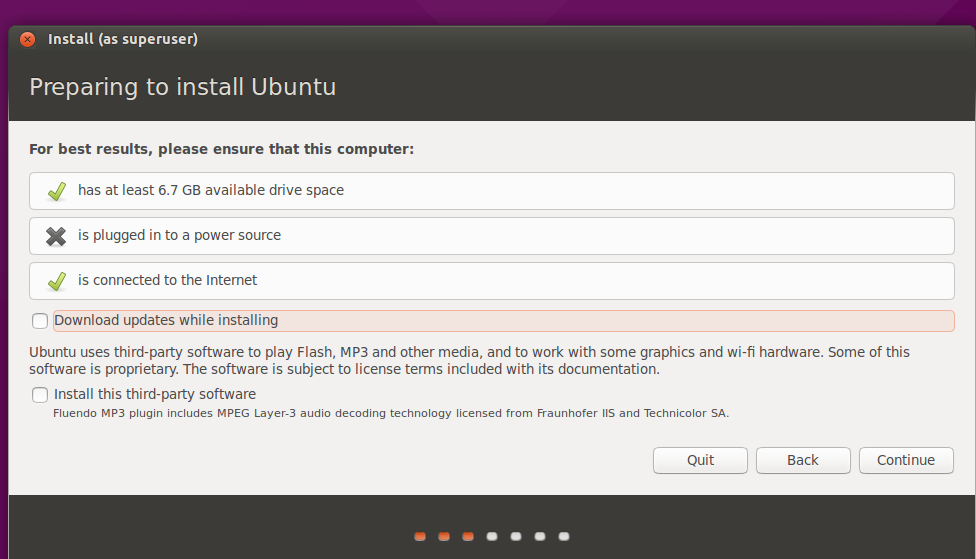 Install (as superuser)
Preparing to install Ubuntu
For best results, please ensure that this computer:
has at least 6.7 GB available drive space
is plugged in to a power source
is connected to the Internet
Download updates while installing
Ubuntu uses third-party software to play Flash, MP3 and other media, and to work with some graphics and wi-fi hardware. Some of this
software is proprietary. The software is subject to license terms included with its documentation.
Install this third-party software
Fluendo MP3 plugin includes MPEG Layer-3 audio decoding technology licensed from Fraunhofer IIS and Technicolor SA.
Quit Back Continue